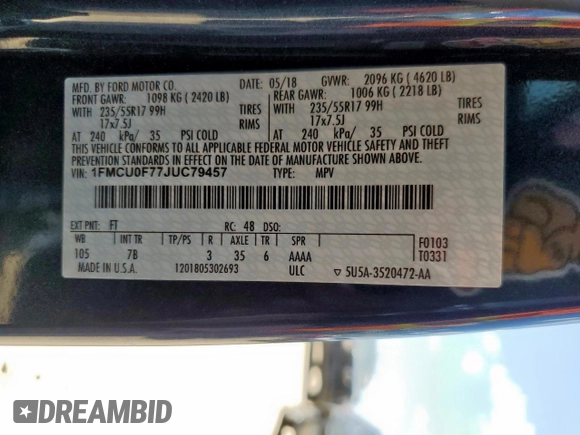 MFD. BY FORD MOTOR CO. 05/18 GVWR: 2096 KG ( 4620 LB)
FRONT GAWR: 1098 KG ( 2420 LB) REAR GAWR: 1006 KG ( 2218 LB)
WITH 235/55R17 99H TIRES WITH 235/55R17 99H TIRES
17x7.5J RIMS 17x7.5J RIMS
AT 240 kPa/ 35 PSI COLD AT 240 kPa/ 35 PSI COLD
THIS VEHICLE CONFORMS TO ALL APPLICABLE FEDERAL MOTOR VEHICLE SAFETY AND THEFT
PREVENTION STANDARDS IN EFFECT ON THE DATE OF MANUFACTURE SHOWN ABOVE.
VIN: 1FMCU0F77JUC79457 TYPE: MPV
EXT PNT: FT RC: 48 DSO:
WB INT TR TP/PS R AXLE TR SPR F0103
105 7B 3 35 6 AAAA T0331
MADE IN U.S.A. 1201805302693 ULC ▽ 5U5A-3520472-AA
DREAMBID